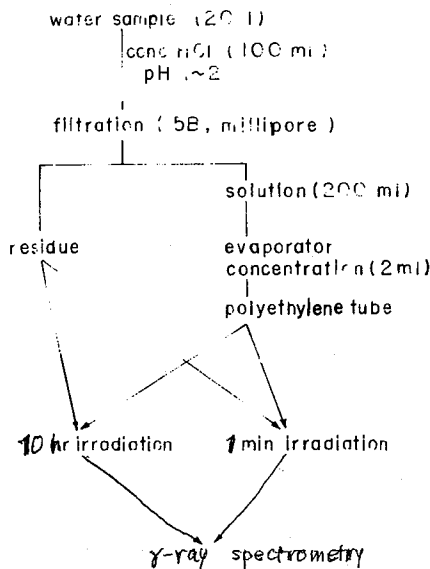 water sample (20 l)
conc HCl (100 ml)
pH ~2
filtration (5B, millipore)
solution (200 ml)
residue
evaporator
concentration (2 ml)
polyethylene tube
10 hr irradiation
1 min irradiation
γ-ray spectrometry